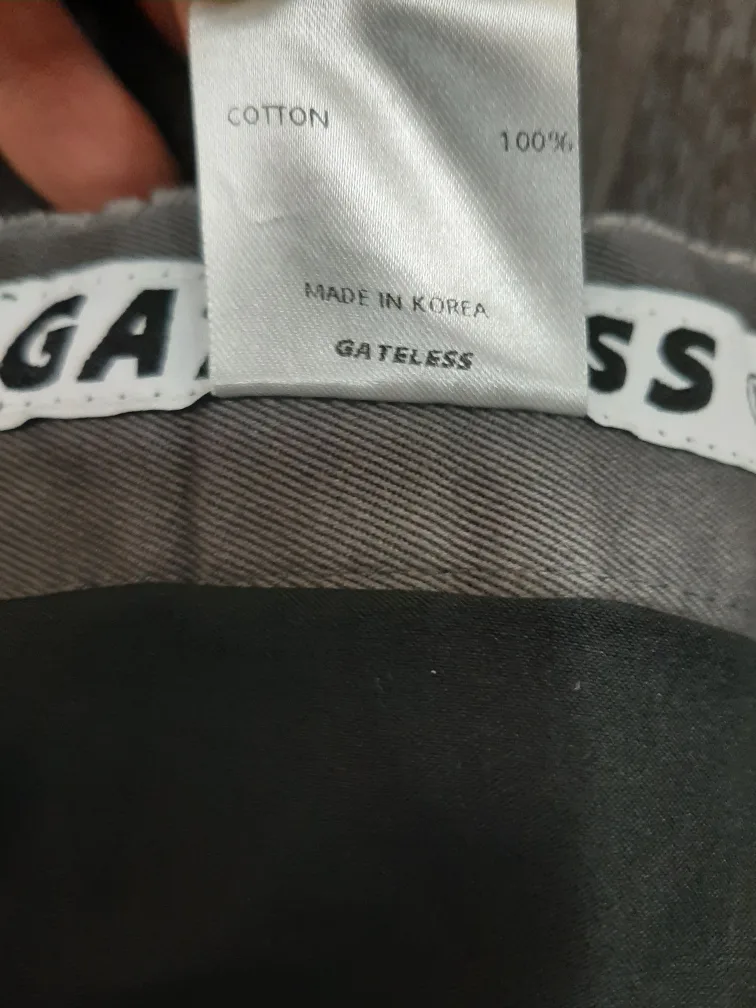 COTTON
100%
MADE IN KOREA
GATELESS
GA
SS